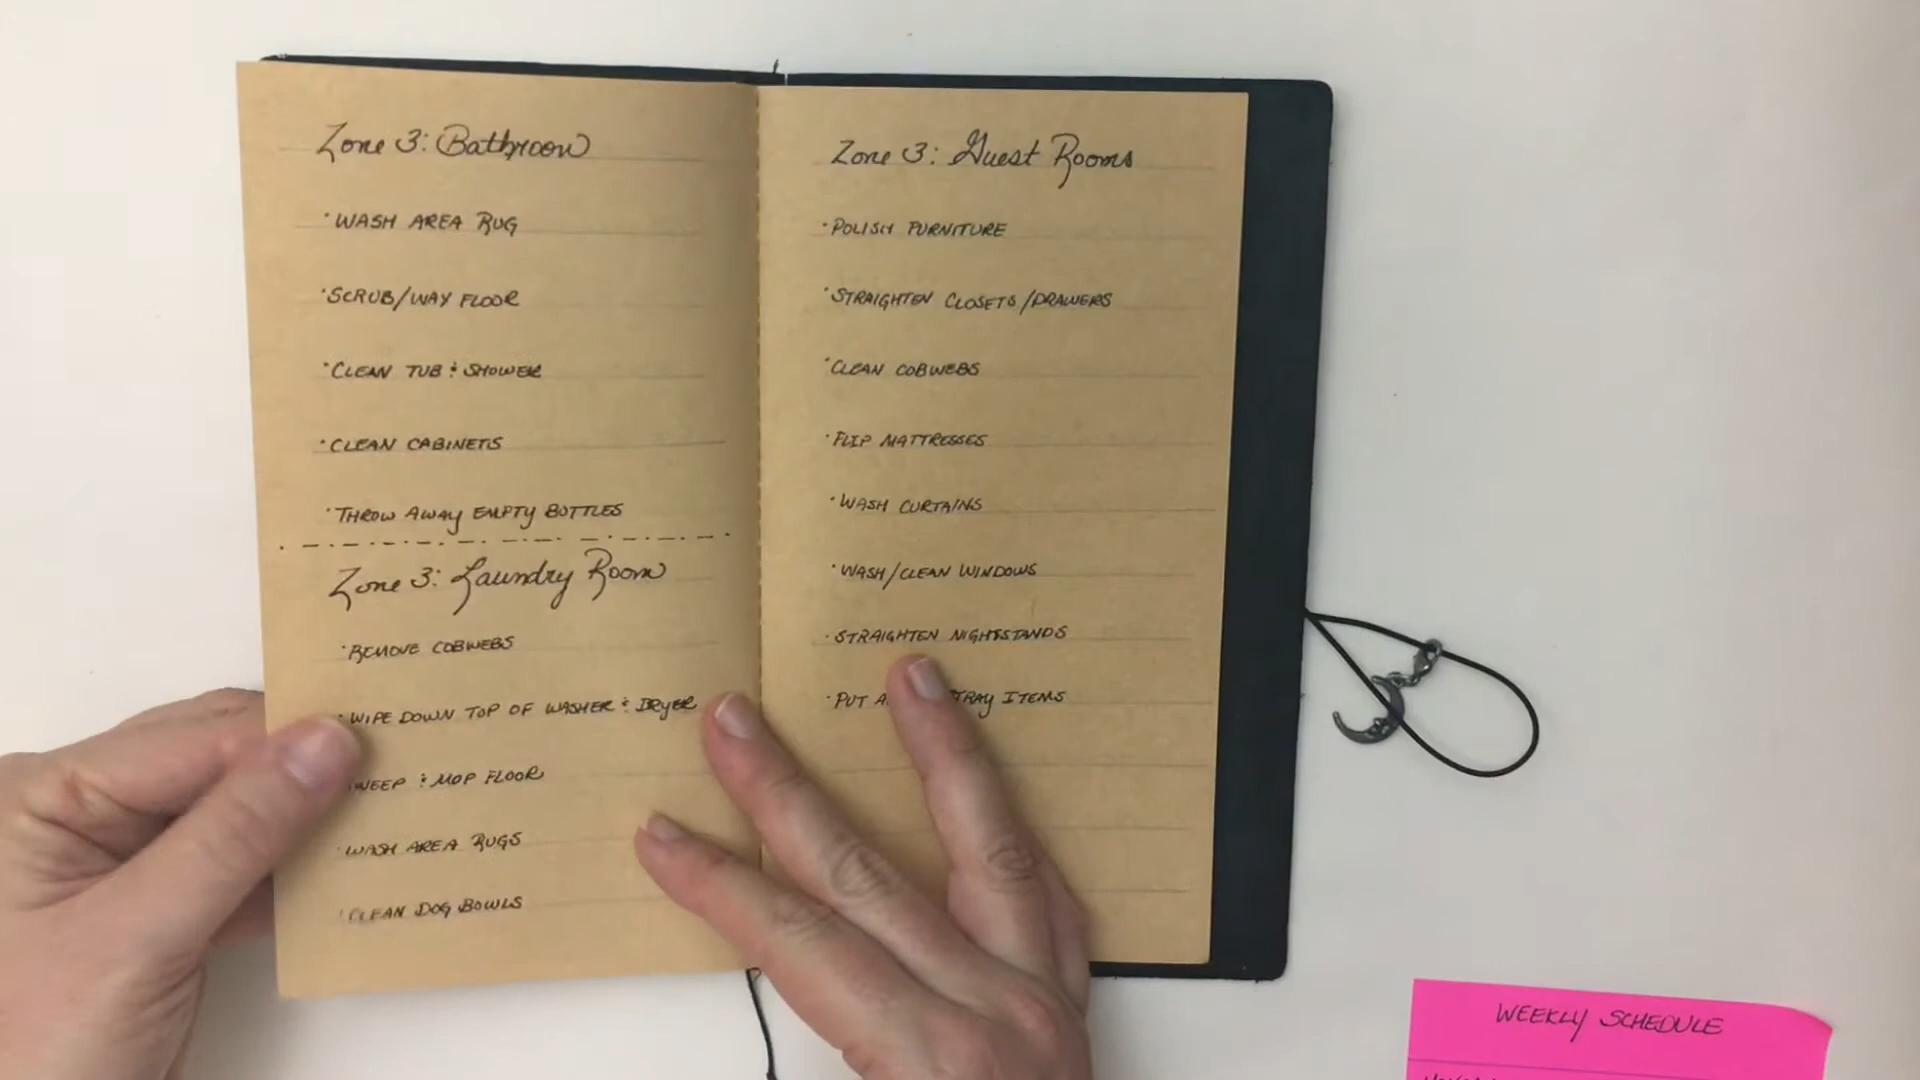 Zone 3: Bathroom
·WASH AREA RUG
·SCRUB/WAY FLOOR
·CLEAN TUB & SHOWER
·CLEAN CABINETS
·THROW AWAY EMPTY BOTTLES
Zone 3: Laundry Room
·REMOVE COBWEBS
·WIPE DOWN TOP OF WASHER & DRYER
& MOP FLOOR
·WASH AREA RUGS
·CLEAN DOG BOWLS
Zone 3: Guest Rooms
·POLISH FURNITURE
·STRAIGHTEN CLOSETS/DRAWERS
·CLEAN COBWEBS
·FLIP MATTRESSES
·WASH CURTAINS
·WASH/CLEAN WINDOWS
·STRAIGHTEN NIGHTSTANDS
·PUT ITEMS
WEEKLY SCHEDULE